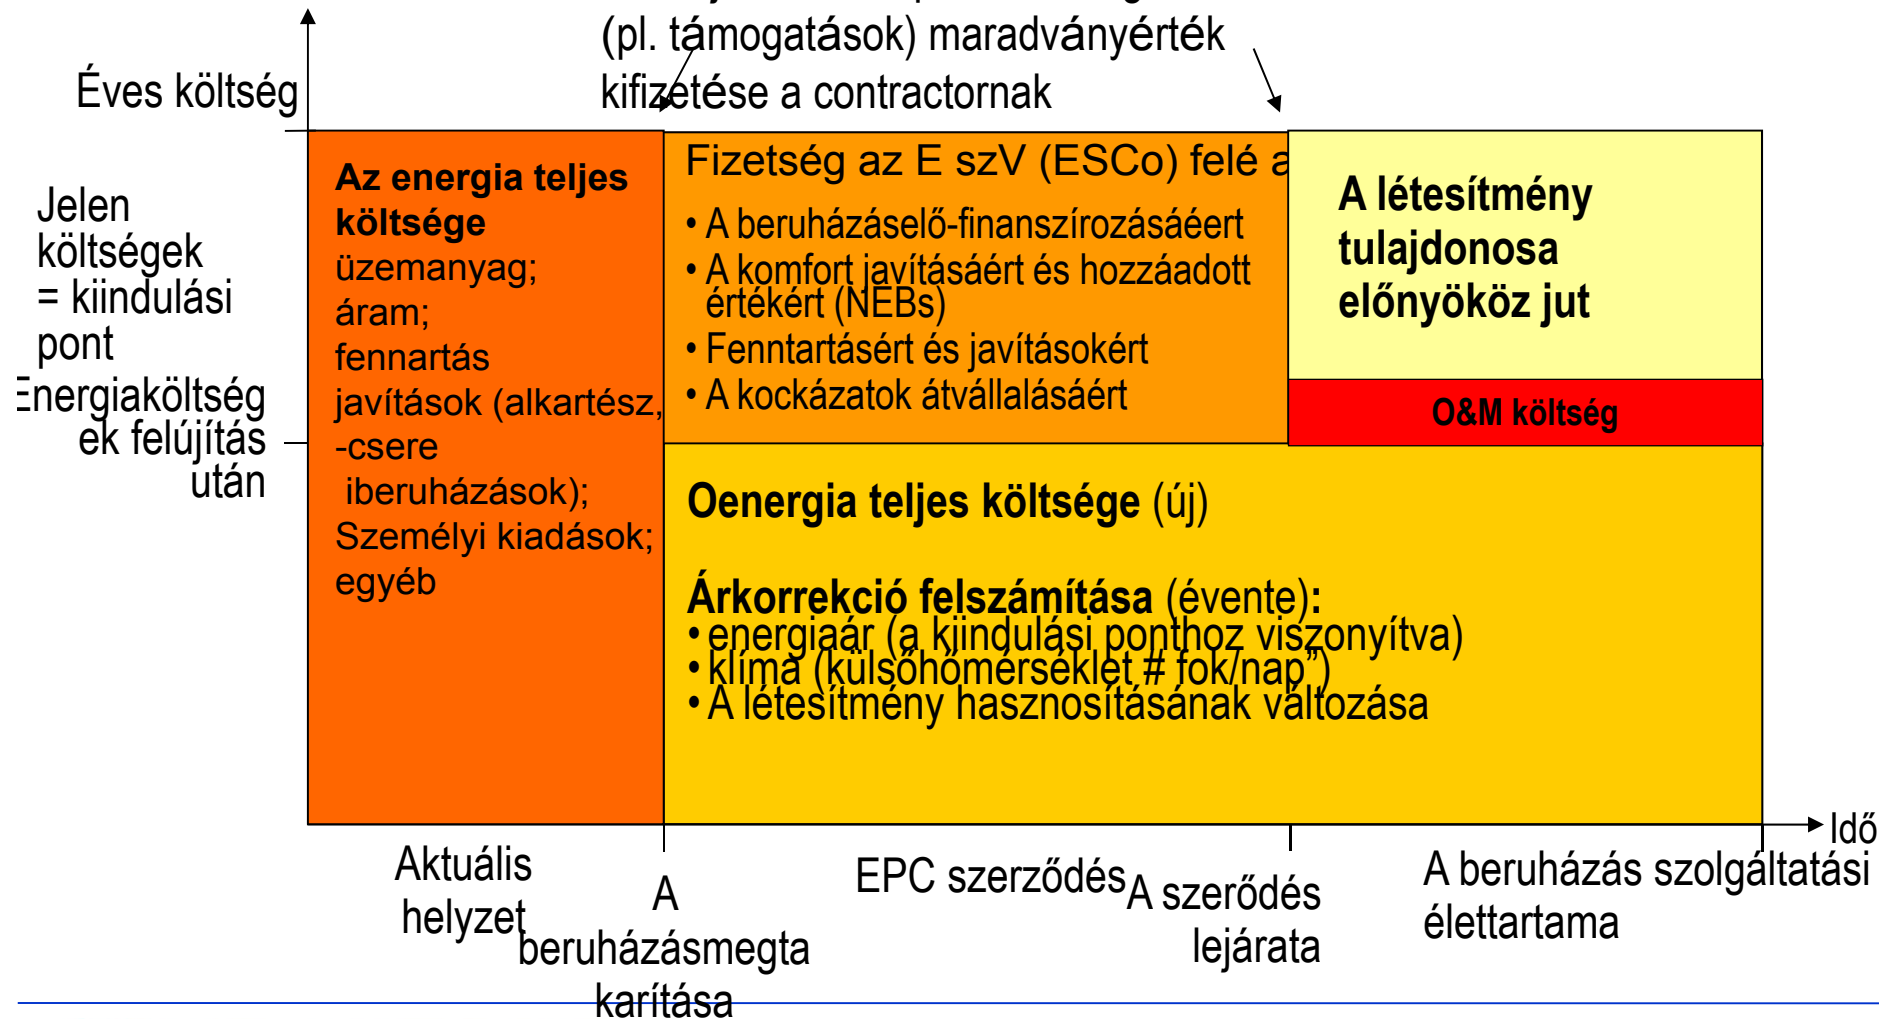 (pl. támogatások) maradványérték
kifizetése a contractornak
Éves költség
Jelen
költségek
= kiindulási
pont
Energiaköltség
ek felújítás
után
Az energia teljes
költsége
üzemanyag;
áram;
fennartás
javítások (alkartész,
-csere
iberuházások);
Személyi kiadások;
egyéb
Fizetség az E szV (ESCo) felé a
• A beruházáselő-finanszírozásáéert
• A komfort javításáért és hozzáadott
értékért (NEBs)
• Fenntartásért és javításokért
• A kockázatok átvállalásáért
A létesítmény
tulajdonosa
előnyököz jut
O&M költség
Oenergia teljes költsége (új)
Árkorrekció felszámítása (évente):
• energiaár (a kiindulási ponthoz viszonyítva)
• klíma (külsőhőmérséklet # fok/nap”)
• A létesítmény hasznosításának változása
Idő
Aktuális
helyzet
A
beruházásmegta
karítása
EPC szerződés
A szerődés
lejárata
A beruházás szolgáltatási
élettartama